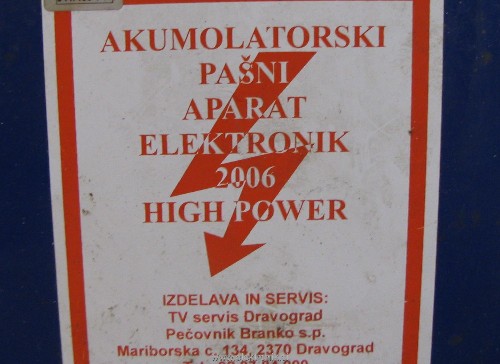 AKUMOLATORSKI
PAŠNI
APARAT
ELEKTRONIK
2006
HIGH POWER
IZDELAVA IN SERVIS:
TV servis Dravograd
Pečovnik Branko s.p.
Mariborska c. 134, 2370 Dravograd